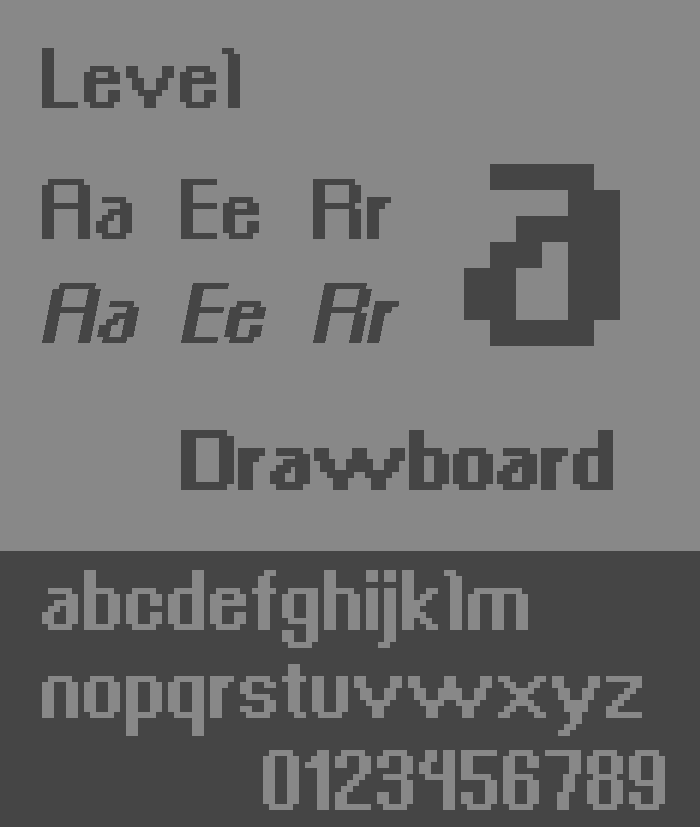 Level
Aa Ee Rr
a
Aa Ee Rr
Drawboard
abcdefghijklm
nopqrstuvwxyz
0123456789